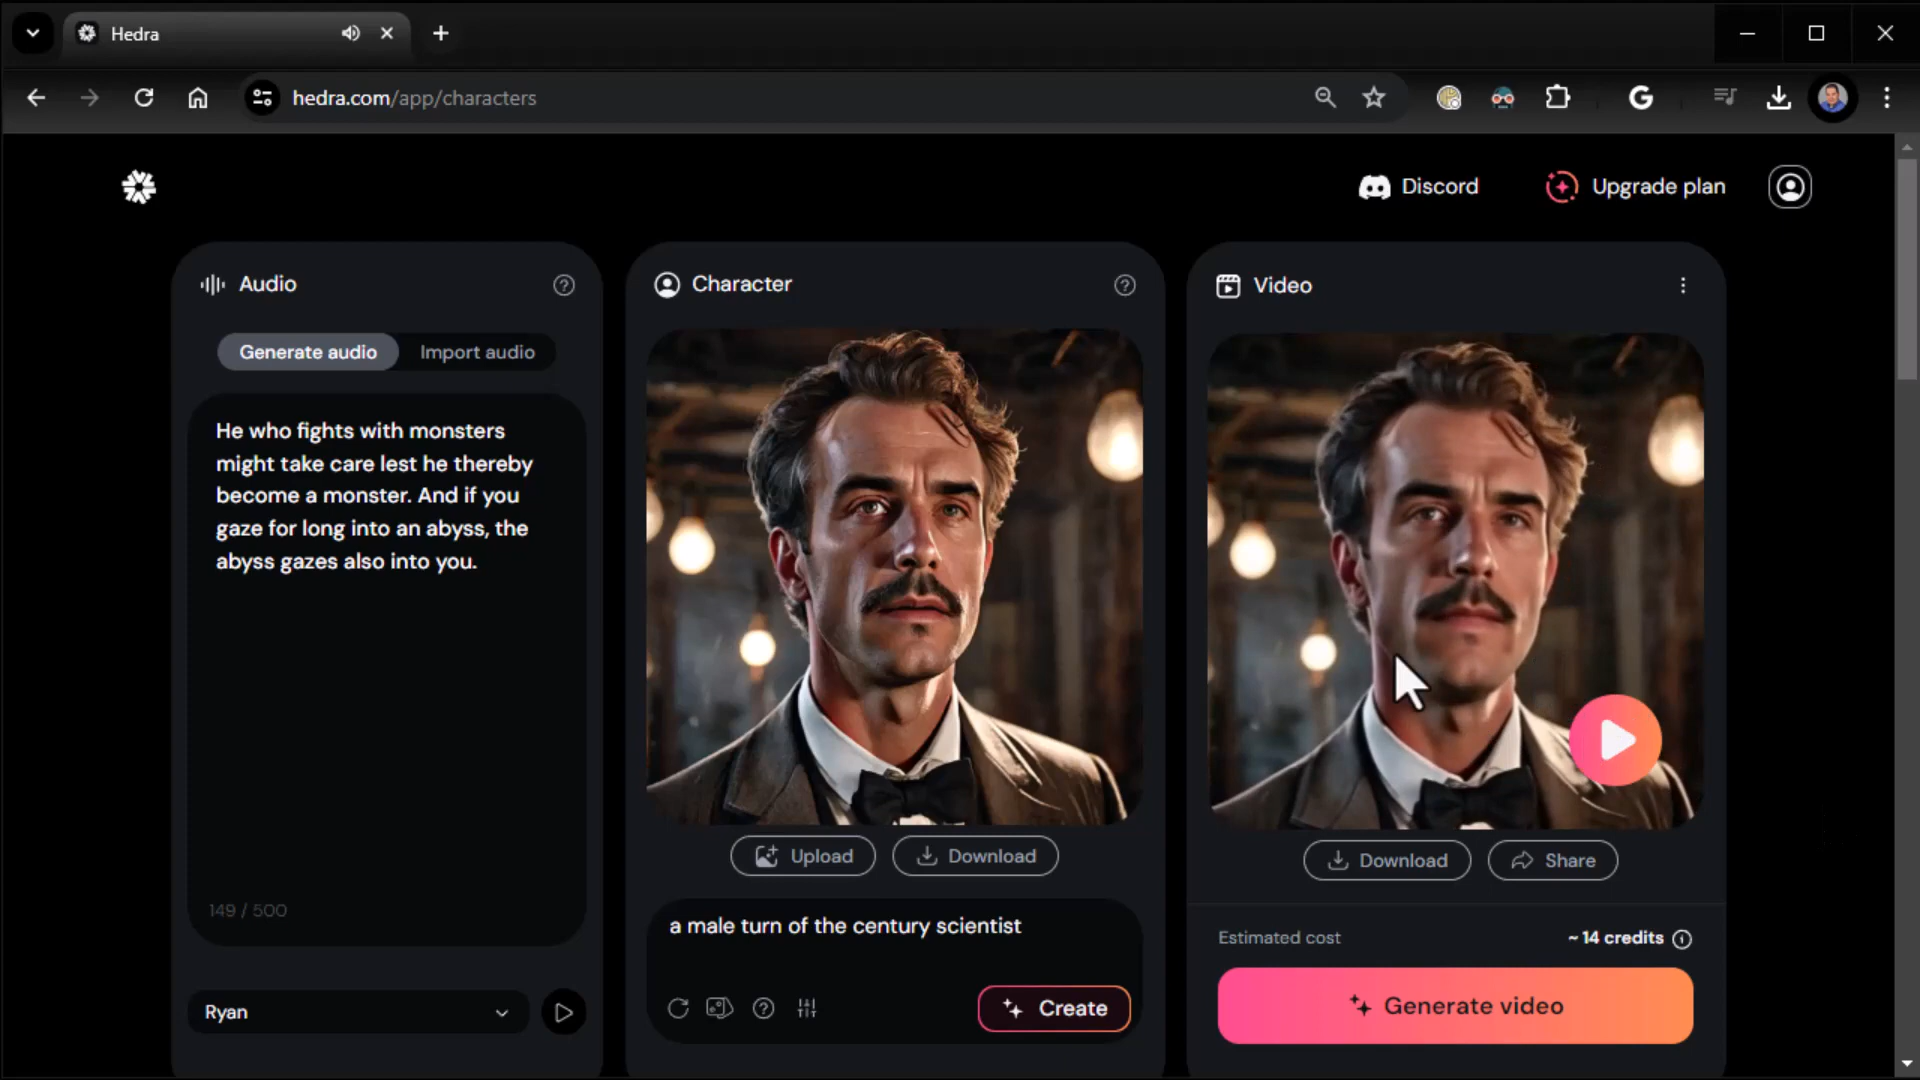 Hedra
hedra.com/app/characters
Discord
Upgrade plan
Audio
Generate audio
Import audio
He who fights with monsters
might take care lest he thereby
become a monster. And if you
gaze for long into an abyss, the
abyss gazes also into you.
149 / 500
Ryan
Character
Upload
Download
a male turn of the century scientist
Create
Video
Download
Share
Estimated cost
~ 14 credits
Generate video